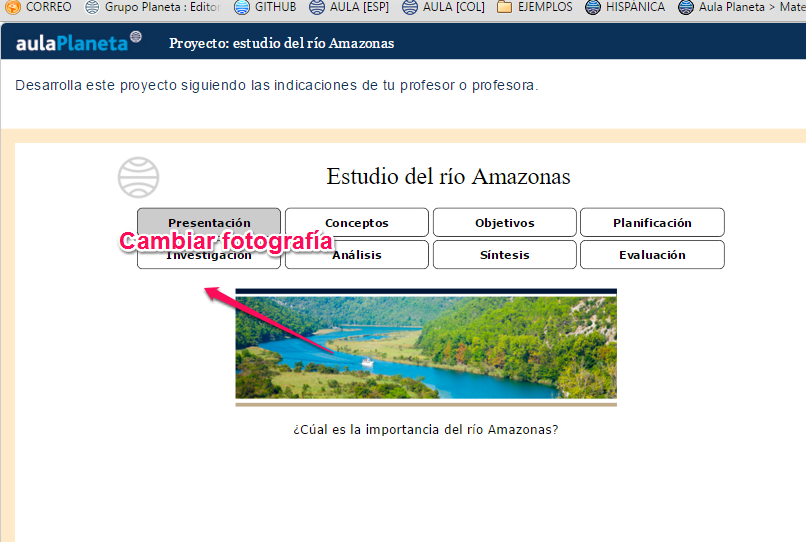 CORREO Grupo Planeta : Editor GITHUB AULA [ESP] AULA [COL] EJEMPLOS HISPÁNICA Aula Planeta > Mate
aulaPlaneta Proyecto: estudio del río Amazonas
Desarrolla este proyecto siguiendo las indicaciones de tu profesor o profesora.
Estudio del río Amazonas
Presentación Conceptos Objetivos Planificación
Cambiar fotografía
Investigación Análisis Síntesis Evaluación
¿Cúal es la importancia del río Amazonas?